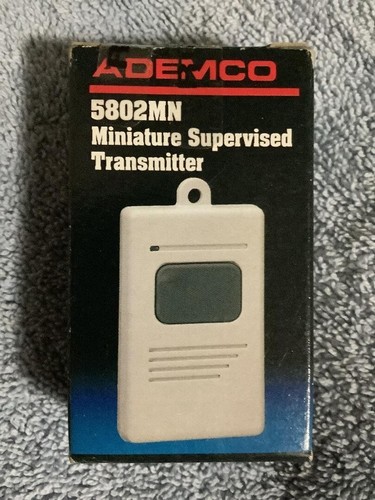 ADEMCO
5802MN
Miniature Supervised
Transmitter